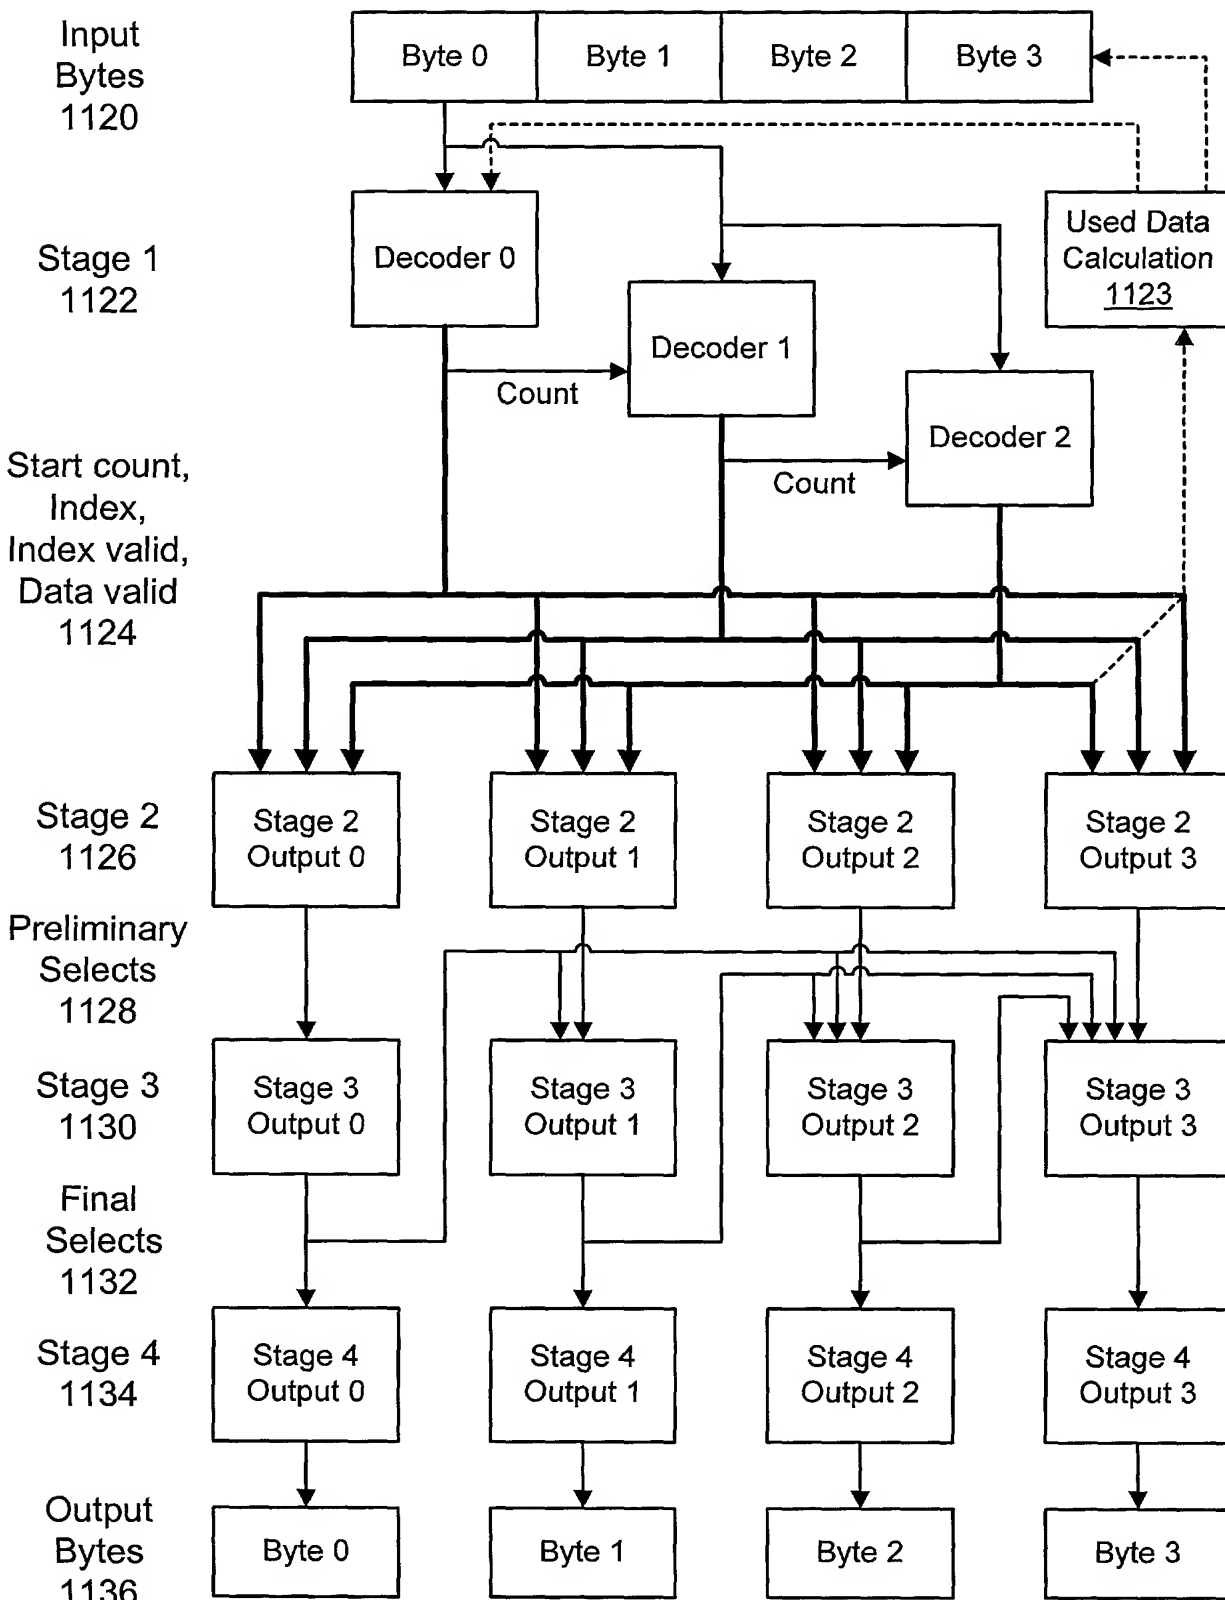 Input
Bytes
1120
Byte 0
Byte 1
Byte 2
Byte 3
Stage 1
1122
Decoder 0
Used Data
Calculation
1123
Decoder 1
Count
Decoder 2
Count
Start count,
Index,
Index valid,
Data valid
1124
Stage 2
1126
Stage 2
Output 0
Stage 2
Output 1
Stage 2
Output 2
Stage 2
Output 3
Preliminary
Selects
1128
Stage 3
1130
Stage 3
Output 0
Stage 3
Output 1
Stage 3
Output 2
Stage 3
Output 3
Final
Selects
1132
Stage 4
1134
Stage 4
Output 0
Stage 4
Output 1
Stage 4
Output 2
Stage 4
Output 3
Output
Bytes
1136
Byte 0
Byte 1
Byte 2
Byte 3